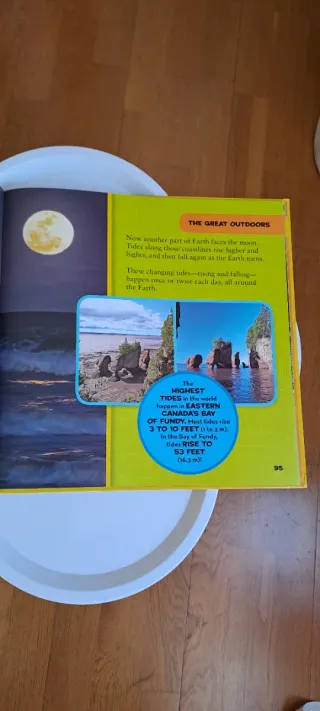 THE GREAT OUTDOORS
Now another part of Earth faces the moon.
Tides along those coastlines rise higher and
higher, and then fall again as the Earth turns.
These changing tides—rising and falling—
happen once or twice each day, all around
the Earth.
The
HIGHEST
TIDES in the world
happen in EASTERN
CANADA'S BAY
OF FUNDY. Most tides rise
3 TO 10 FEET (1 to 3 m).
In the Bay of Fundy,
tides RISE TO
53 FEET
(16.3 m)!
95